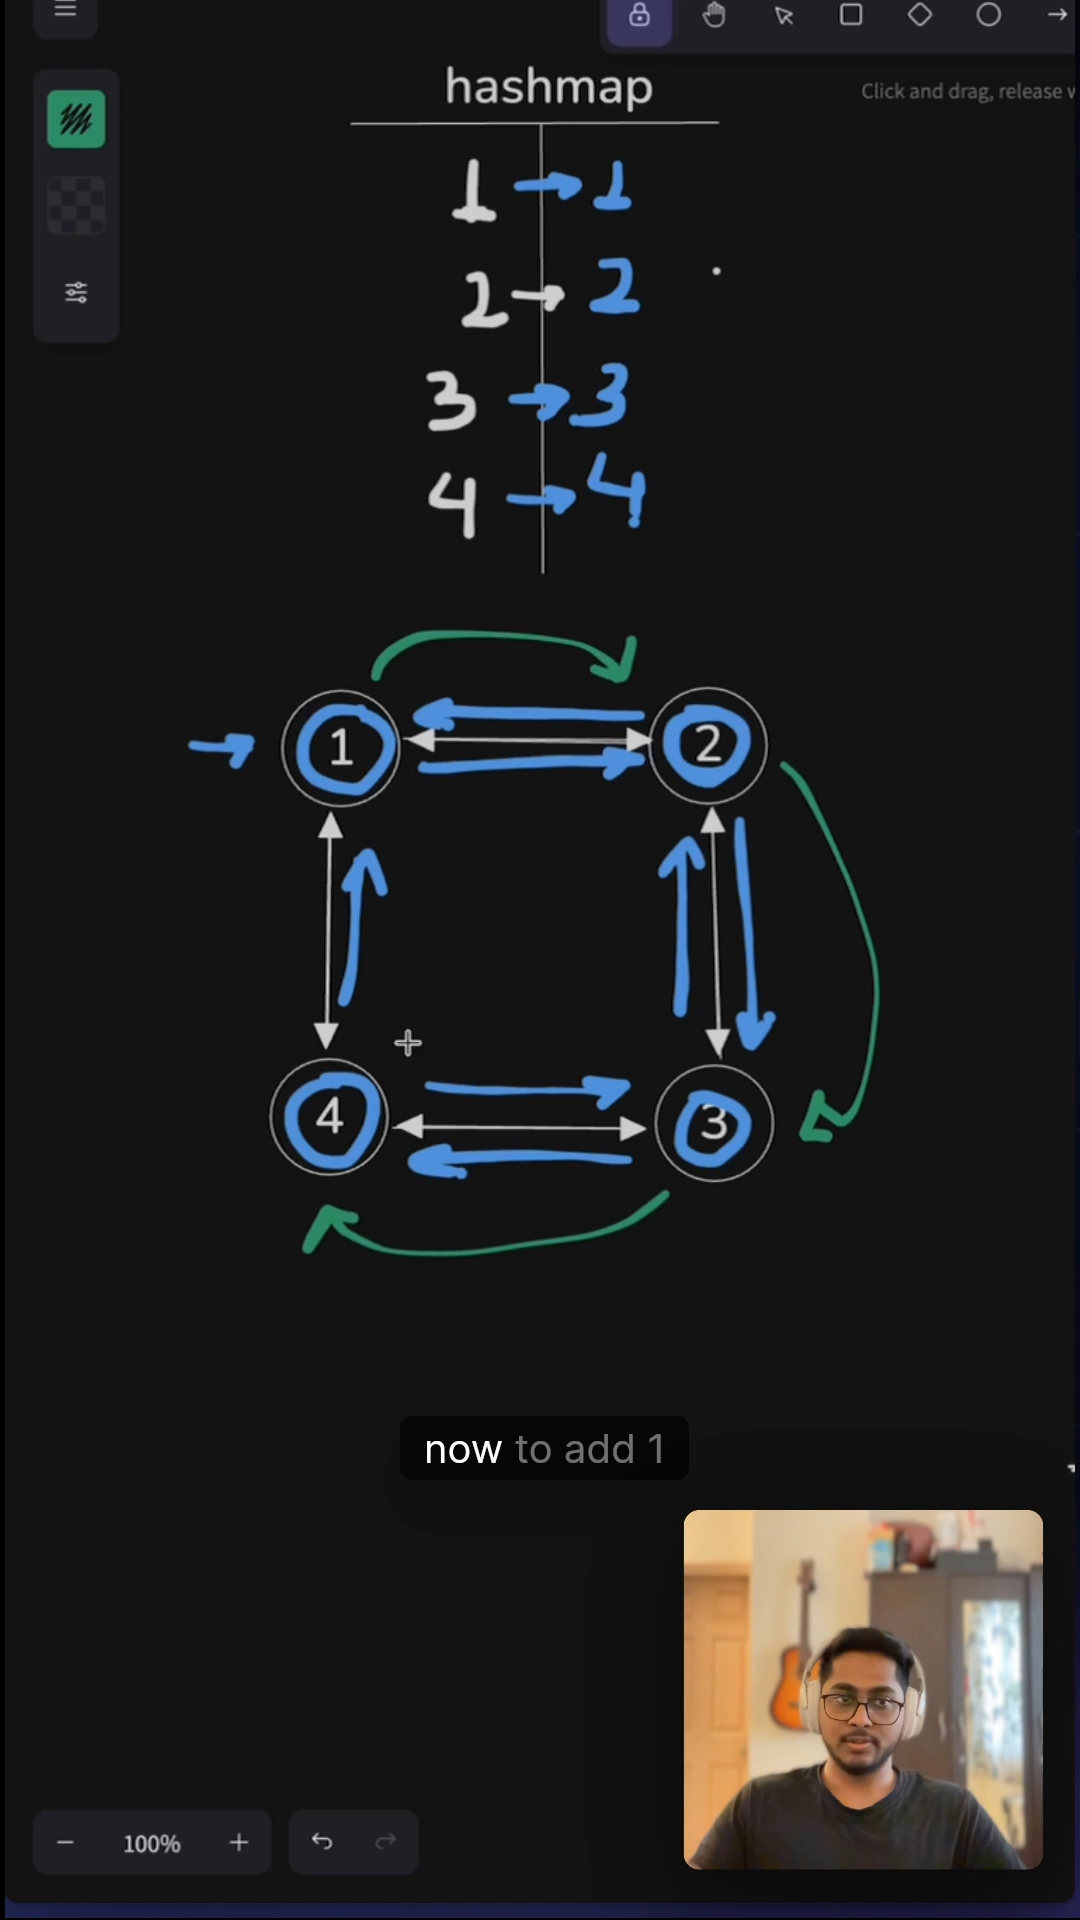 hashmap
Click and drag, release
1 → 1
2 → 2
3 → 3
4 → 4
1
2
4
3
now to add 1
100%